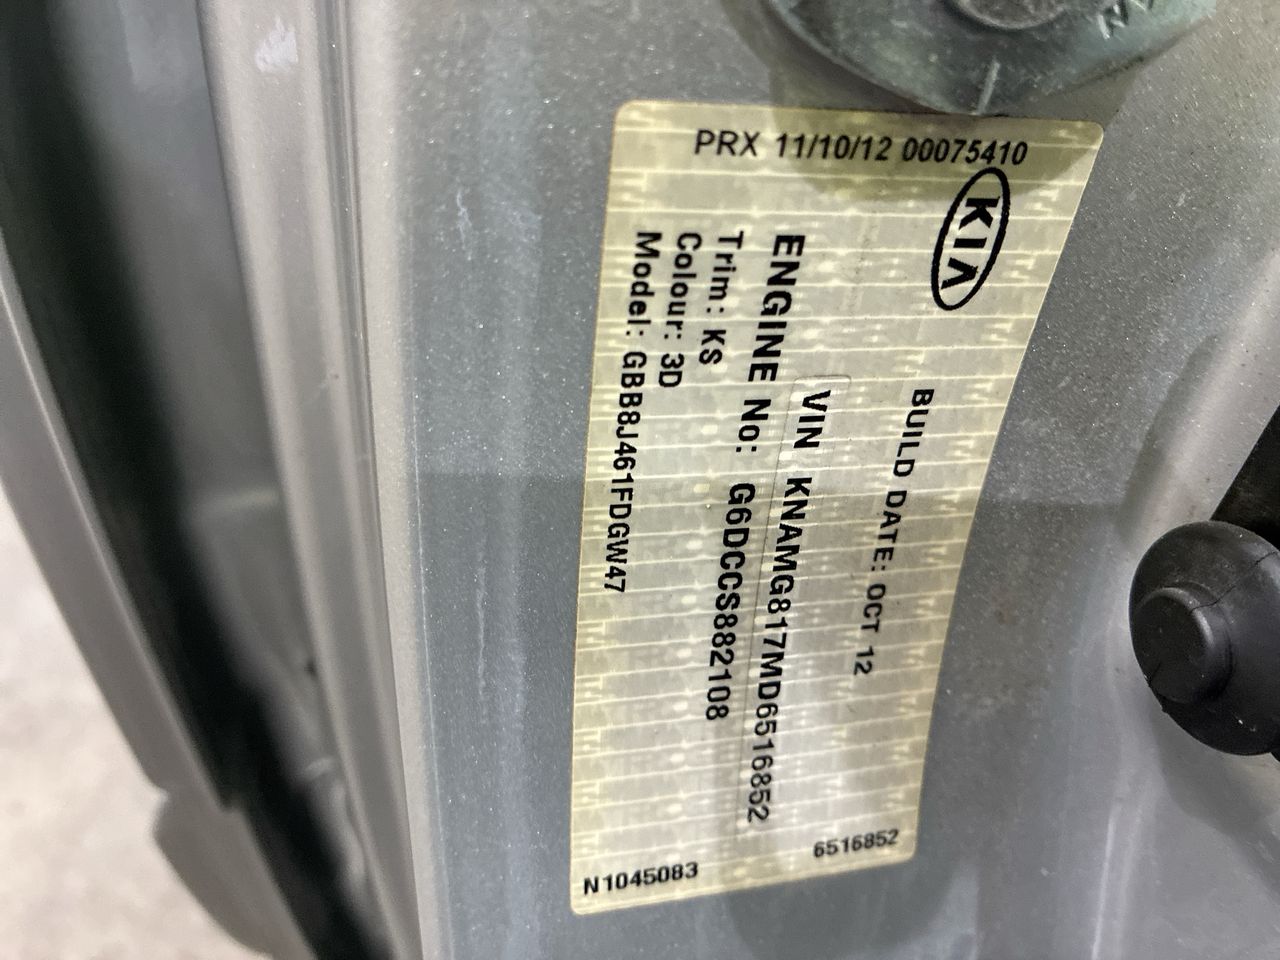 PRX 11/10/12 00075410
KIA
BUILD DATE: OCT 12
VIN KNAMG817MD6516852
ENGINE No: G6DCCS882108
Trim: KS
Colour: 3D
Model: GBB8J461FDGW47
6516852
N1045083